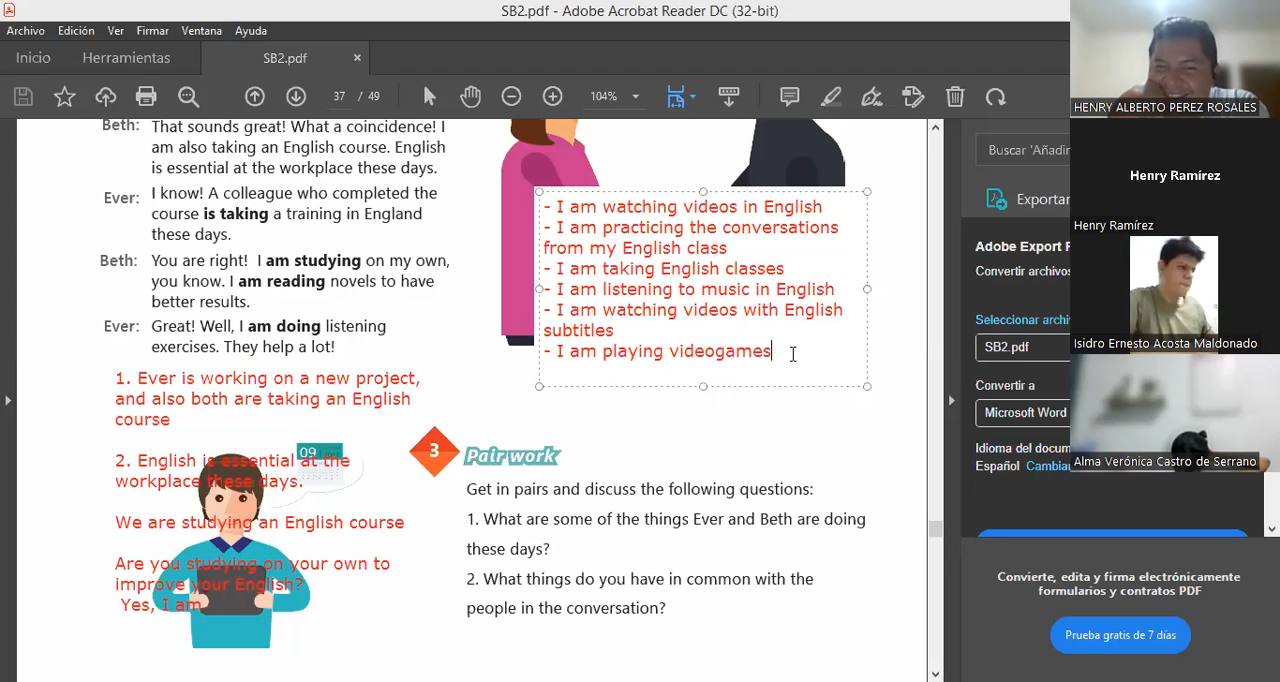 SB2.pdf - Adobe Acrobat Reader DC (32-bit)
Archivo Edición Ver Firmar Ventana Ayuda
Inicio Herramientas SB2.pdf ×
37 / 49 104%
Beth: That sounds great! What a coincidence! I
am also taking an English course. English
is essential at the workplace these days.
Ever: I know! A colleague who completed the
course is taking a training in England
these days.
Beth: You are right! I am studying on my own,
you know. I am reading novels to have
better results.
Ever: Great! Well, I am doing listening
exercises. They help a lot!
1. Ever is working on a new project,
and also both are taking an English
course
2. English is essential at the
workplace these days.
We are studying an English course
Are you studying on your own to
improve your English?
Yes, I am
09
- I am watching videos in English
- I am practicing the conversations
from my English class
- I am taking English classes
- I am listening to music in English
- I am watching videos with English
subtitles
- I am playing videogames
3 Pair work
Get in pairs and discuss the following questions:
1. What are some of the things Ever and Beth are doing
these days?
2. What things do you have in common with the
people in the conversation?
Buscar 'Añadir
Exportar
Adobe Export P
Convertir archivos
Seleccionar archi
SB2.pdf
Convertir a
Microsoft Word
Idioma del docum
Español Cambiar
Convierte, edita y firma electrónicamente
formularios y contratos PDF
Prueba gratis de 7 días
HENRY ALBERTO PEREZ ROSALES
Henry Ramírez
Henry Ramírez
Isidro Ernesto Acosta Maldonado
Alma Verónica Castro de Serrano